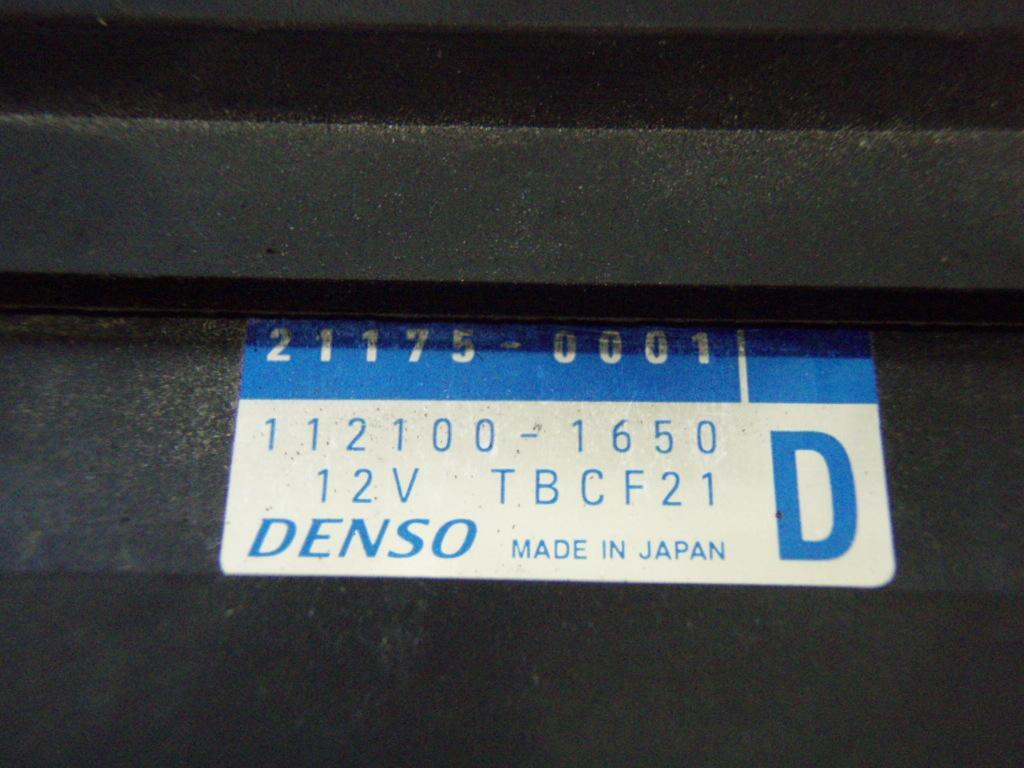 21175-0001
112100-1650
12V TBCF21
D
DENSO MADE IN JAPAN